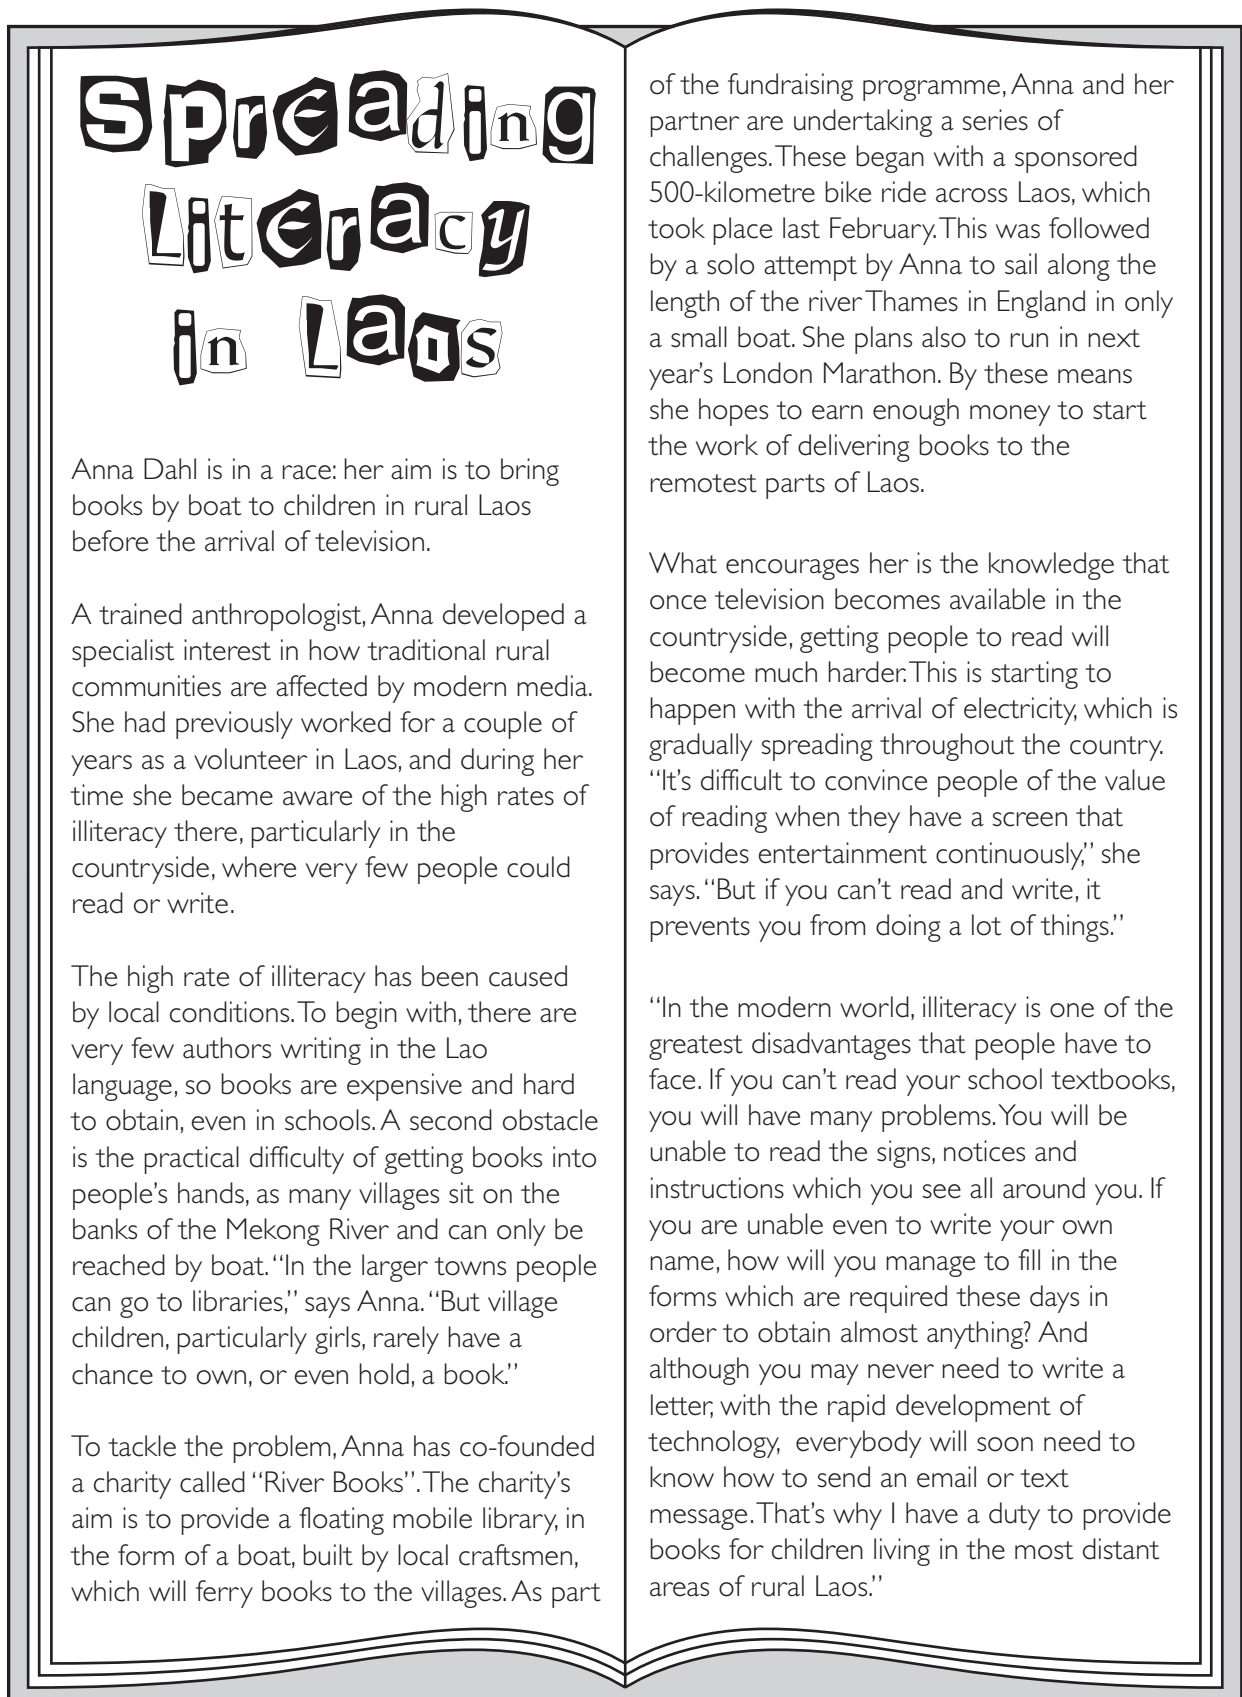 Spreading
Literacy
in Laos
Anna Dahl is in a race: her aim is to bring
books by boat to children in rural Laos
before the arrival of television.
A trained anthropologist, Anna developed a
specialist interest in how traditional rural
communities are affected by modern media.
She had previously worked for a couple of
years as a volunteer in Laos, and during her
time she became aware of the high rates of
illiteracy there, particularly in the
countryside, where very few people could
read or write.
The high rate of illiteracy has been caused
by local conditions. To begin with, there are
very few authors writing in the Lao
language, so books are expensive and hard
to obtain, even in schools. A second obstacle
is the practical difficulty of getting books into
people's hands, as many villages sit on the
banks of the Mekong River and can only be
reached by boat. “In the larger towns people
can go to libraries,” says Anna. “But village
children, particularly girls, rarely have a
chance to own, or even hold, a book.”
To tackle the problem, Anna has co-founded
a charity called “River Books”. The charity's
aim is to provide a floating mobile library, in
the form of a boat, built by local craftsmen,
which will ferry books to the villages. As part
of the fundraising programme, Anna and her
partner are undertaking a series of
challenges. These began with a sponsored
500-kilometre bike ride across Laos, which
took place last February. This was followed
by a solo attempt by Anna to sail along the
length of the river Thames in England in only
a small boat. She plans also to run in next
year's London Marathon. By these means
she hopes to earn enough money to start
the work of delivering books to the
remotest parts of Laos.
What encourages her is the knowledge that
once television becomes available in the
countryside, getting people to read will
become much harder. This is starting to
happen with the arrival of electricity, which is
gradually spreading throughout the country.
“It's difficult to convince people of the value
of reading when they have a screen that
provides entertainment continuously,” she
says. “But if you can't read and write, it
prevents you from doing a lot of things.”
“In the modern world, illiteracy is one of the
greatest disadvantages that people have to
face. If you can't read your school textbooks,
you will have many problems. You will be
unable to read the signs, notices and
instructions which you see all around you. If
you are unable even to write your own
name, how will you manage to fill in the
forms which are required these days in
order to obtain almost anything? And
although you may never need to write a
letter, with the rapid development of
technology, everybody will soon need to
know how to send an email or text
message. That's why I have a duty to provide
books for children living in the most distant
areas of rural Laos.”